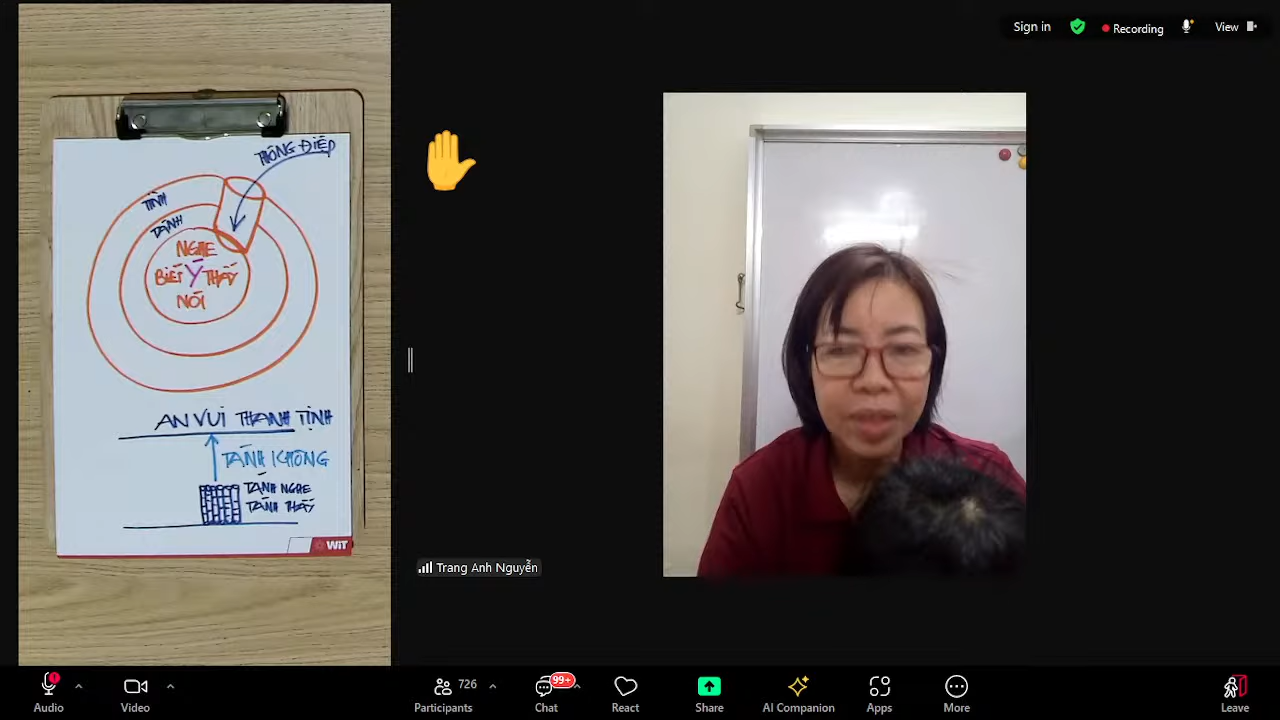 Sign in
Recording
View
THÔNG ĐIỆP
TÌNH
TÁNH
NGHE
BIẾT Ý THẤY
NÓI
AN VUI THANH TỊNH
TÁNH KHÔNG
TÁNH NGHE
TÁNH THẤY
WiT
Trang Anh Nguyễn
Audio
Video
726
Participants
99+
Chat
React
Share
AI Companion
Apps
More
Leave